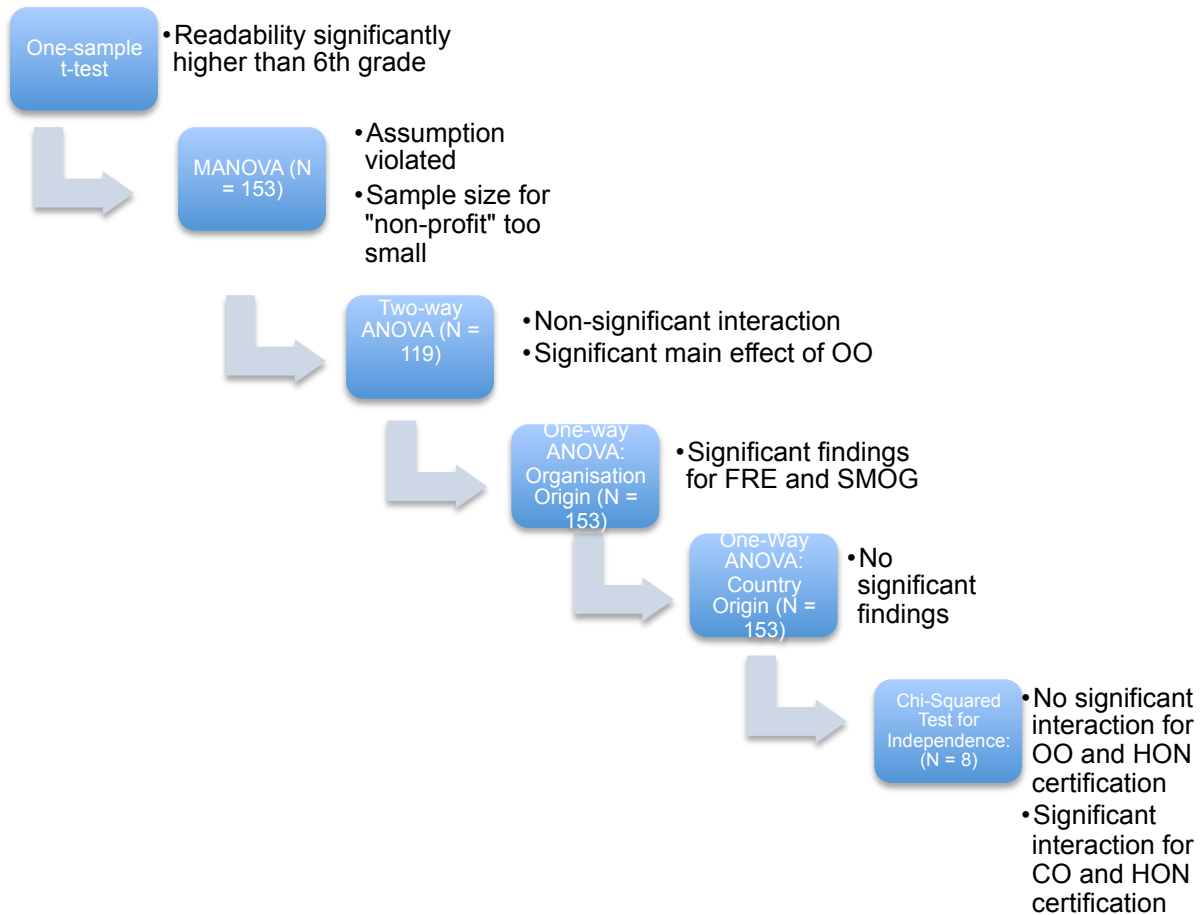 One-sample
t-test
•Readability significantly
higher than 6th grade
MANOVA (N
= 153)
•Assumption
violated
•Sample size for
"non-profit" too
small
Two-way
ANOVA (N =
119)
•Non-significant interaction
•Significant main effect of OO
One-way
ANOVA:
Organisation
Origin (N =
153)
•Significant findings
for FRE and SMOG
One-Way
ANOVA:
Country
Origin (N =
153)
•No
significant
findings
Chi-Squared
Test for
Independence:
(N = 8)
•No significant
interaction for
OO and HON
certification
•Significant
interaction for
CO and HON
certification